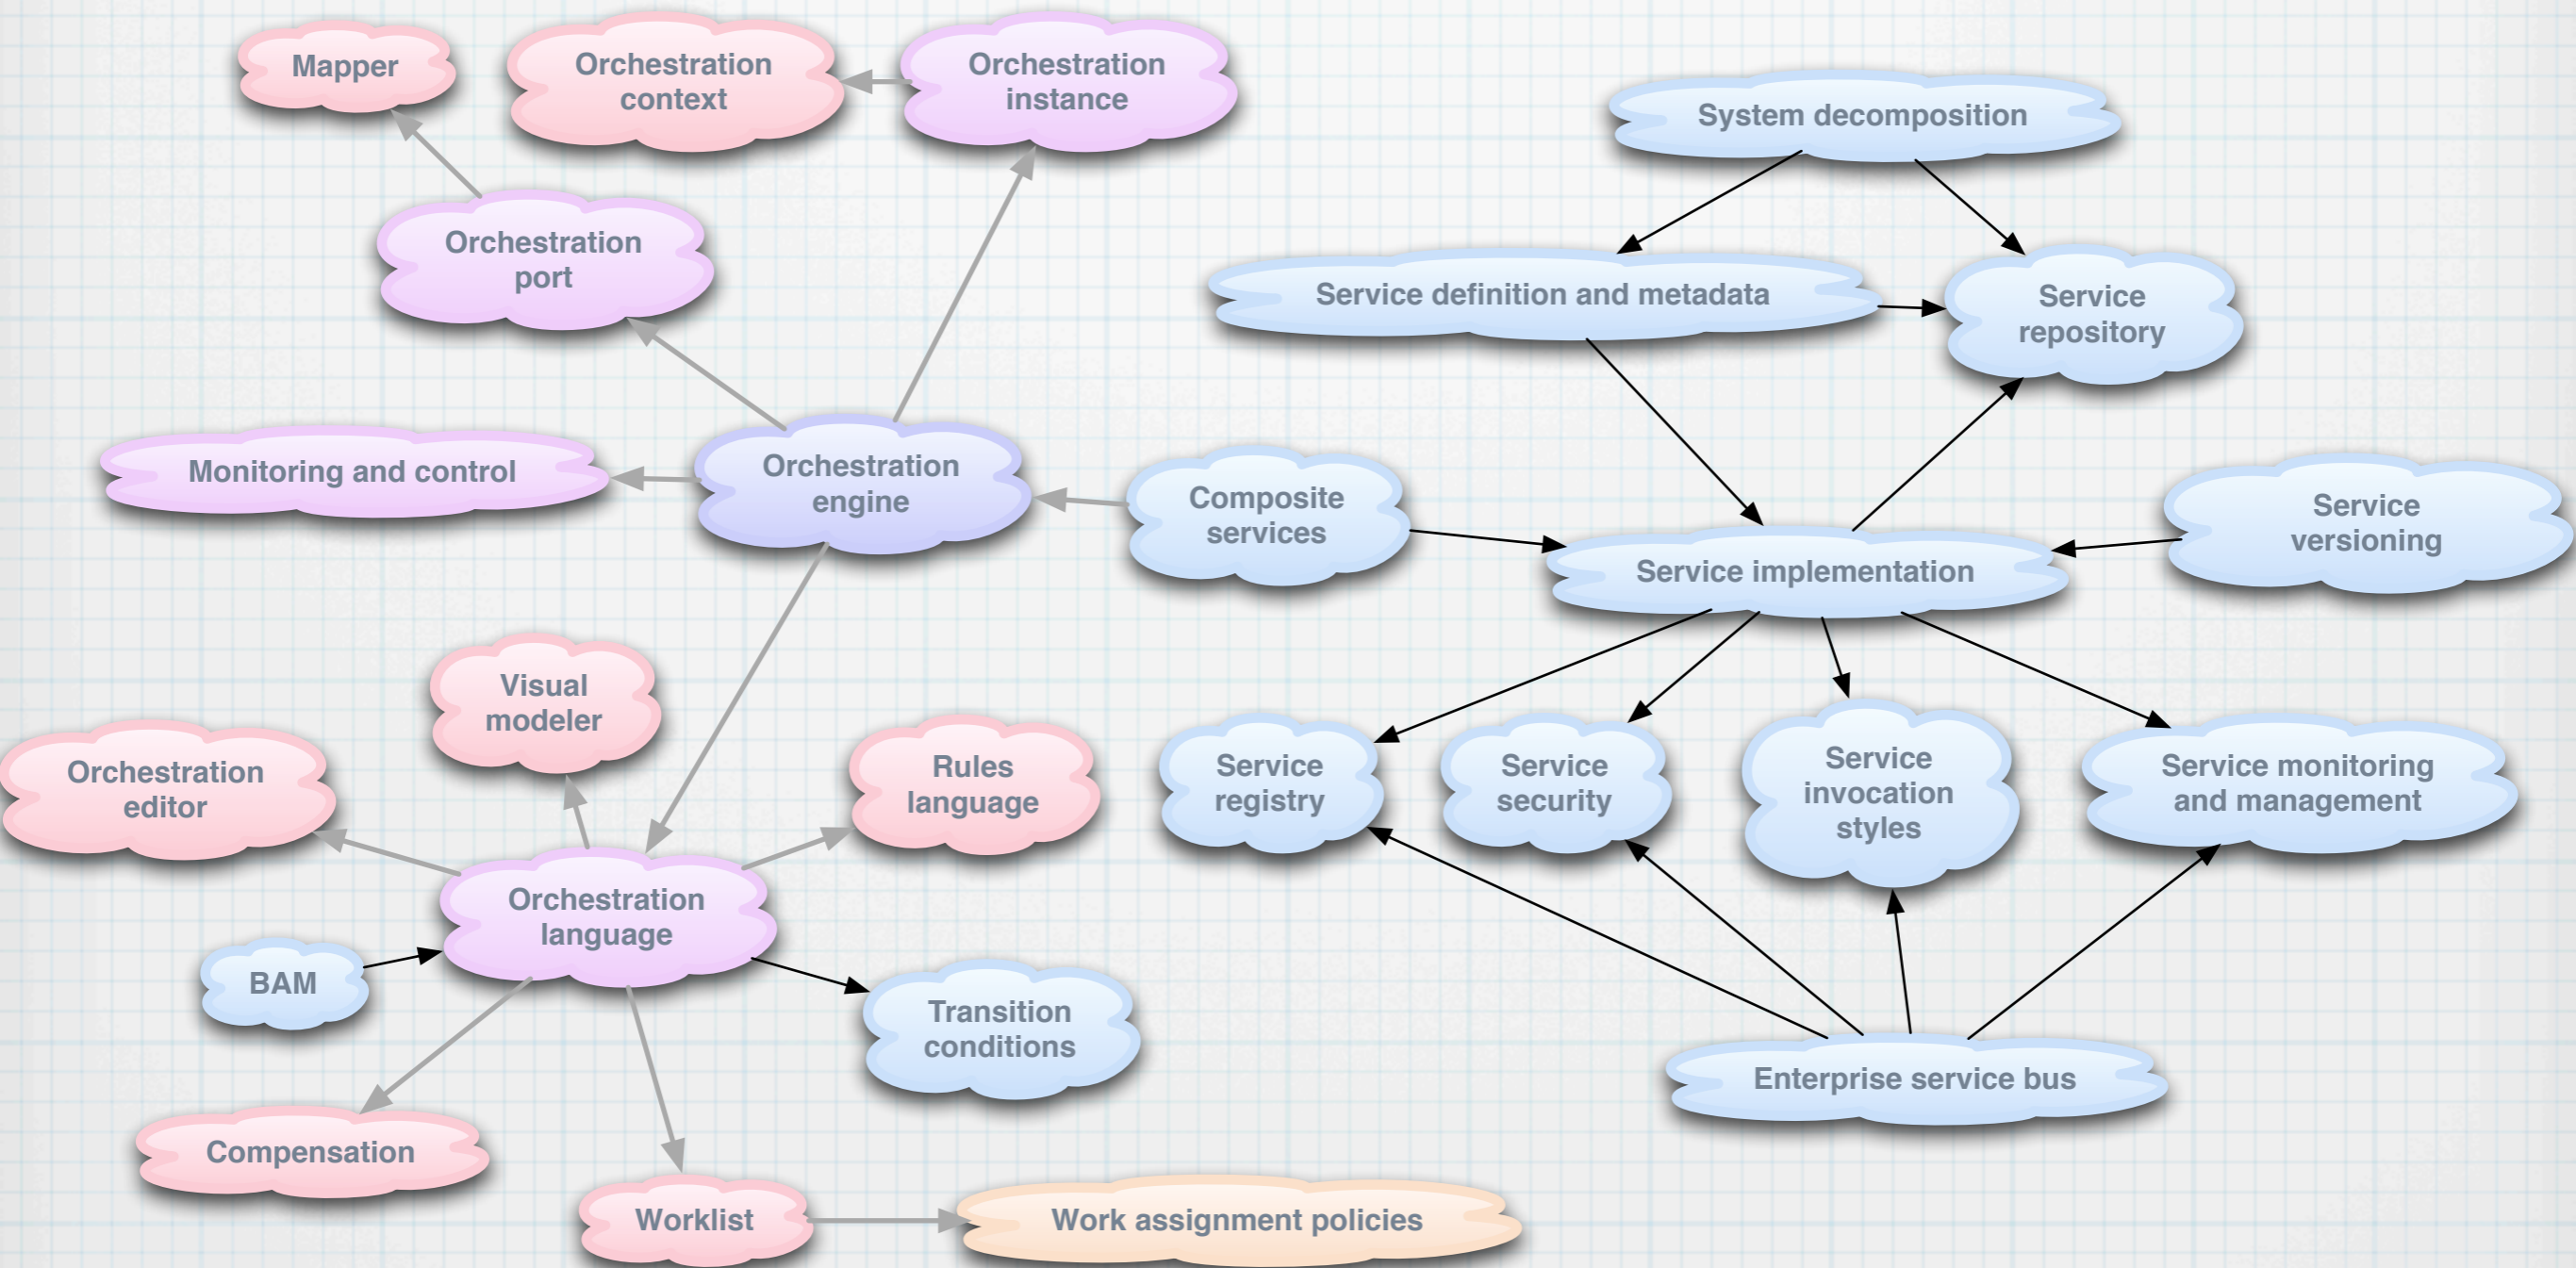 Mapper
Orchestration
context
Orchestration
instance
System decomposition
Orchestration
port
Service definition and metadata
Service
repository
Monitoring and control
Orchestration
engine
Composite
services
Service
versioning
Service implementation
Visual
modeler
Orchestration
editor
Rules
language
Service
registry
Service
security
Service
invocation
styles
Service monitoring
and management
Orchestration
language
BAM
Transition
conditions
Enterprise service bus
Compensation
Worklist
Work assignment policies